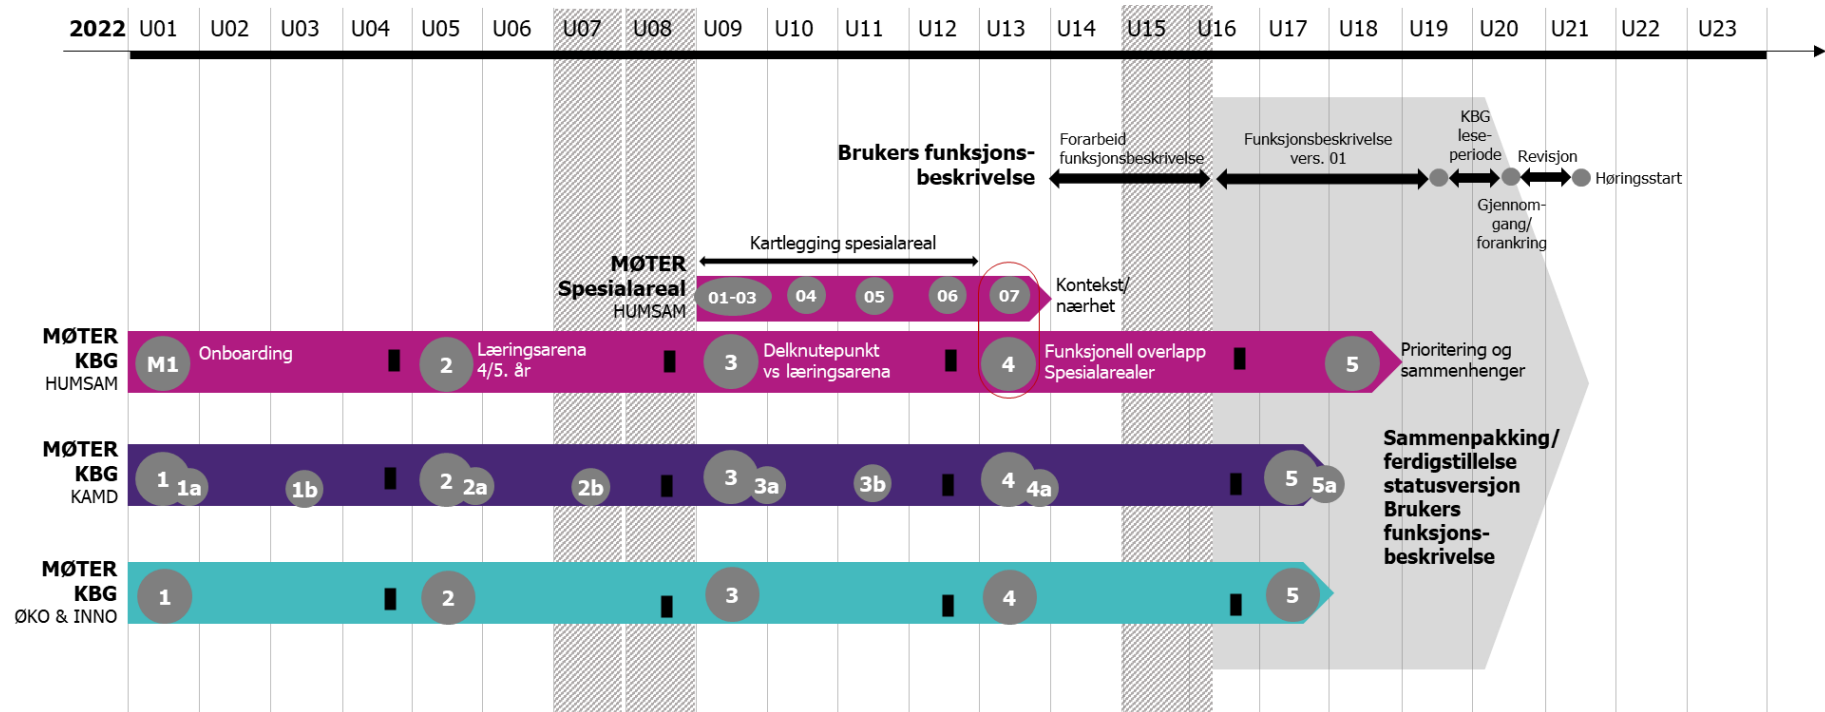 2022 U01 U02 U03 U04 U05 U06 U07 U08 U09 U10 U11 U12 U13 U14 U15 U16 U17 U18 U19 U20 U21 U22 U23
Brukers funksjons-
beskrivelse
Forarbeid
funksjonsbeskrivelse
Funksjonsbeskrivelse
vers. 01
KBG
lese-
periode
Revisjon
Høringsstart
Gjennom-
gang/
forankring
Kartlegging spesialareal
MØTER
Spesialareal
HUMSAM
01-03 04 05 06 07
Kontekst/
nærhet
MØTER
KBG
HUMSAM
M1 Onboarding
2 Læringsarena
4/5. år
3 Delknutepunkt
vs læringsarena
4 Funksjonell overlapp
Spesialarealer
5 Prioritering og
sammenhenger
MØTER
KBG
KAMD
1 1a 1b 2 2a 2b 3 3a 3b 4 4a 5 5a
Sammenpakking/
ferdigstillelse
statusversjon
Brukers
funksjons-
beskrivelse
MØTER
KBG
ØKO & INNO
1 2 3 4 5